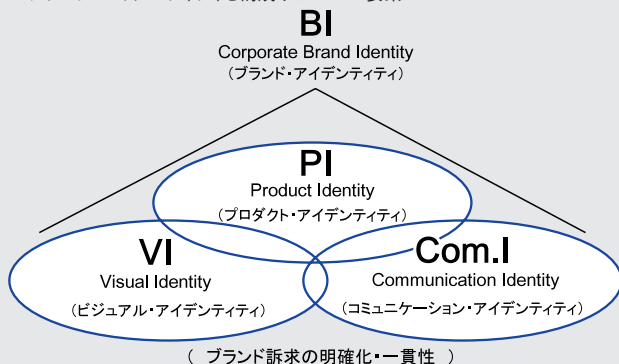 BI
Corporate Brand Identity
(ブランド・アイデンティティ)
PI
Product Identity
(プロダクト・アイデンティティ)
VI
Visual Identity
(ビジュアル・アイデンティティ)
Com.I
Communication Identity
(コミュニケーション・アイデンティティ)
( ブランド訴求の明確化・一貫性 )